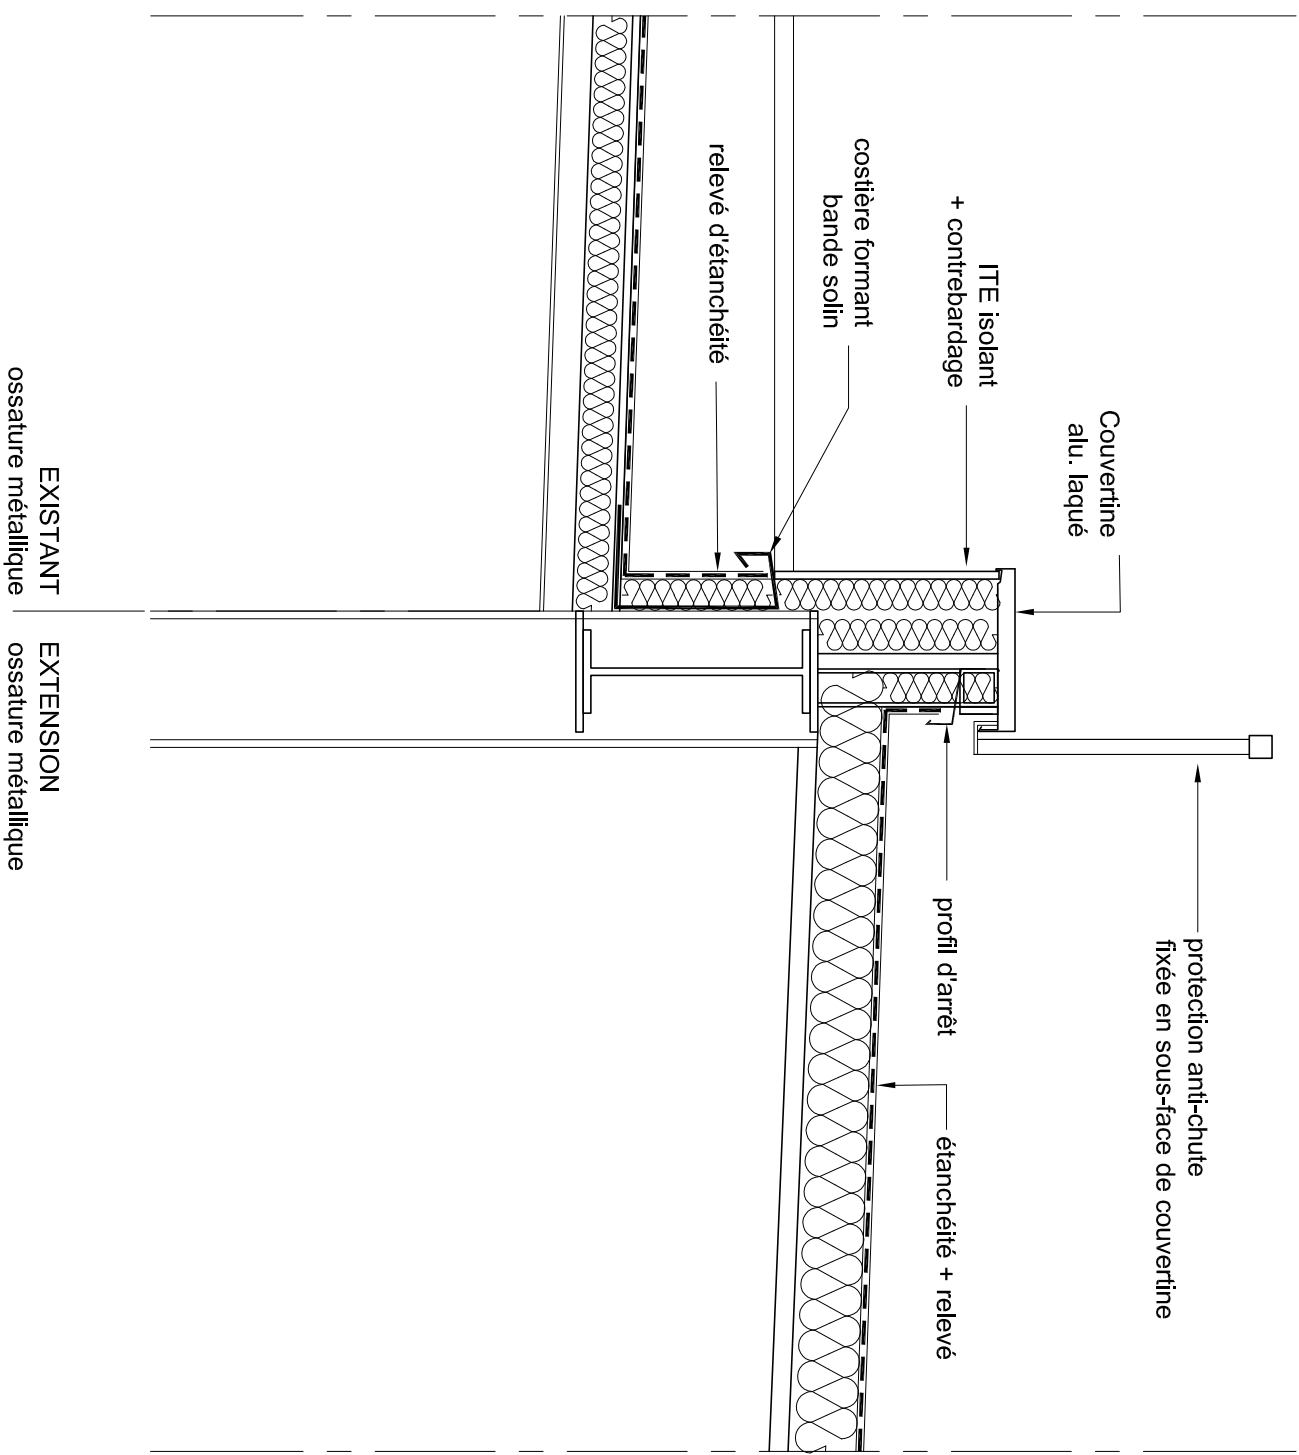 protection anti-chute
fixée en sous-face de couvertine
Couvertine
alu. laqué
ITE isolant
+ contrebardage
costière formant
bande solin
relevé d'étanchéité
profil d'arrêt
étanchéité + relevé
EXISTANT
ossature métallique
EXTENSION
ossature métallique